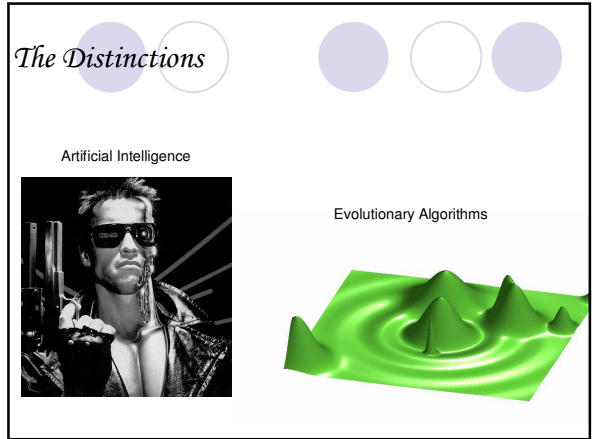 The Distinctions
Artificial Intelligence
Evolutionary Algorithms